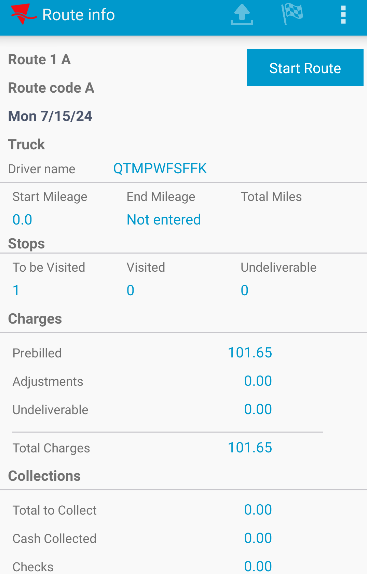 Route info
Route 1 A
Start Route
Route code A
Mon 7/15/24
Truck
Driver name QTMPWFSFFK
Start Mileage End Mileage Total Miles
0.0 Not entered
Stops
To be Visited Visited Undeliverable
1 0 0
Charges
Prebilled 101.65
Adjustments 0.00
Undeliverable 0.00
Total Charges 101.65
Collections
Total to Collect 0.00
Cash Collected 0.00
Checks 0.00